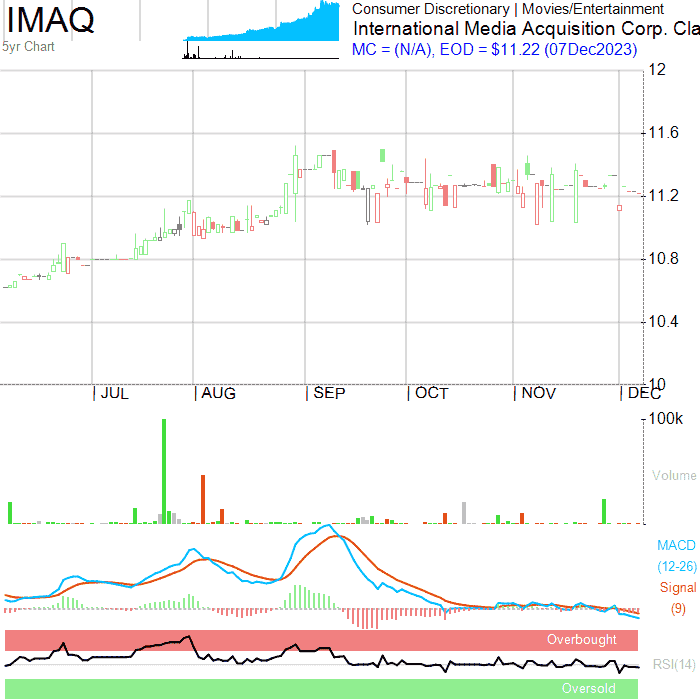 IMAQ
5yr Chart
Consumer Discretionary | Movies/Entertainment
International Media Acquisition Corp. Cla
MC = (N/A), EOD = $11.22 (07Dec2023)
12
11.6
11.2
10.8
10.4
10
JUL AUG SEP OCT NOV DEC
100k
Volume
MACD
(12-26)
Signal
(9)
Overbought
RSI(14)
Oversold